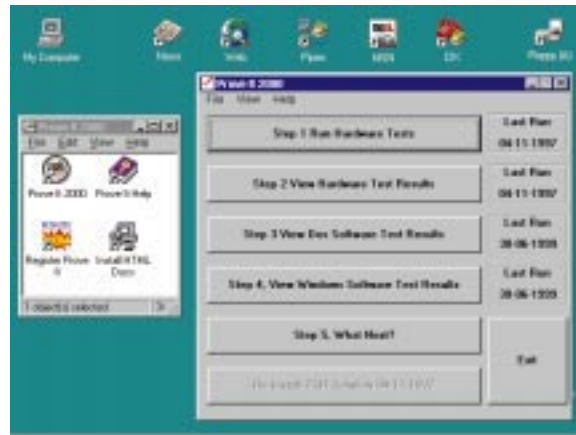 My Computer
Prove It 2000
File View Help
Step 1 Run Hardware Tests
Last Run
04-11-1997
Step 2 View Hardware Test Results
Last Run
04-11-1997
Step 3 View Dos Software Test Results
Last Run
30-06-1999
Step 4, View Windows Software Test Results
Last Run
30-06-1999
Step 5, What Next?
Exit
Prove It 2000
File Edit View Help
Prove It 2000 Prove It Help
Register Prove It
Install HTML Docs
1 object(s) selected